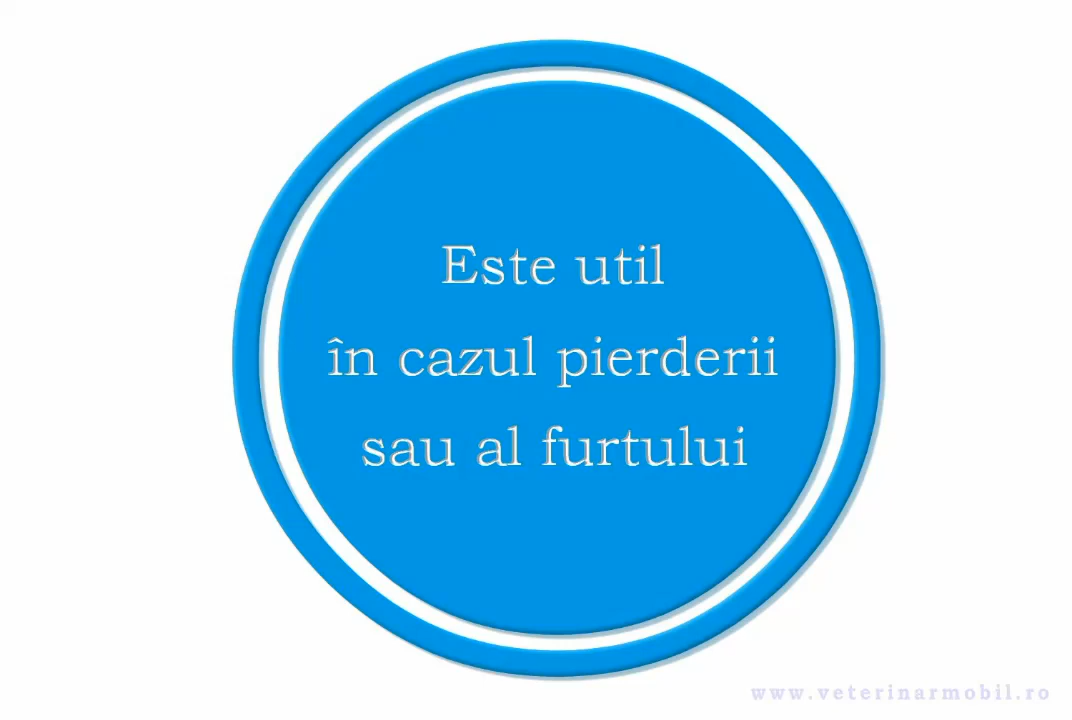 Este util
în cazul pierderii
sau al furtului
www.veterinarmobil.ro